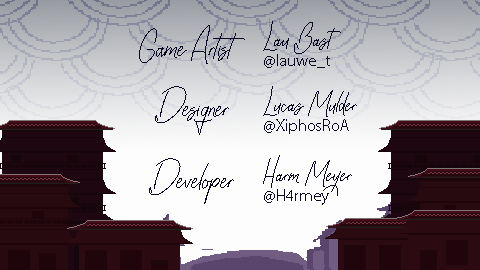 Game Artist Lau Bast
@lauwe_t
Designer Lucas Mulder
@XiphosRoA
Developer Harm Meyer
@H4rmey